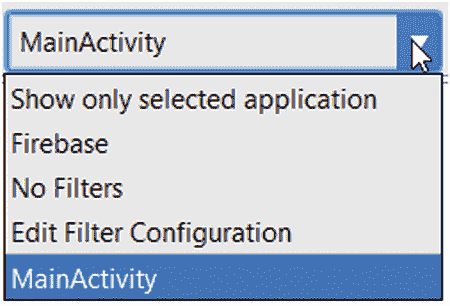 MainActivity
Show only selected application
Firebase
No Filters
Edit Filter Configuration
MainActivity